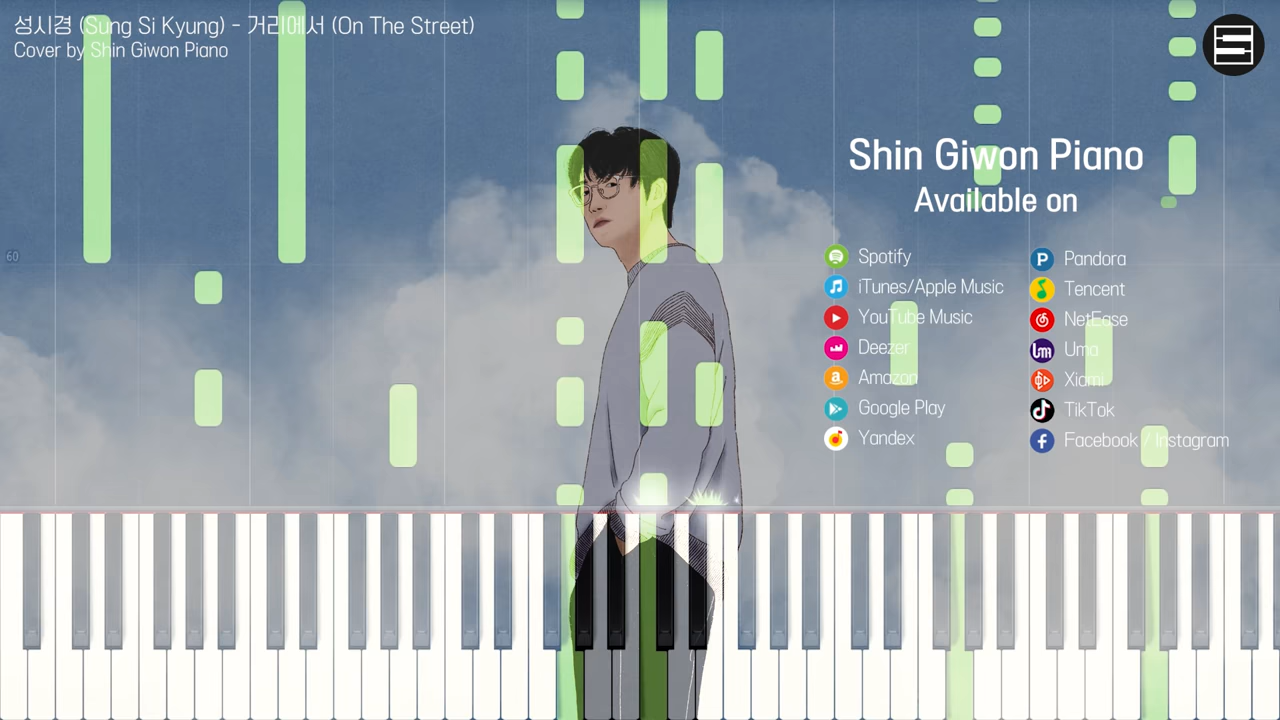 성시경 (Sung Si Kyung) - 거리에서 (On The Street)
Cover by Shin Giwon Piano
Shin Giwon Piano
Available on
Spotify
iTunes/Apple Music
YouTube Music
Deezer
Amazon
Google Play
Yandex
Pandora
Tencent
NetEase
Uma
Xiami
TikTok
Facebook / Instagram
60